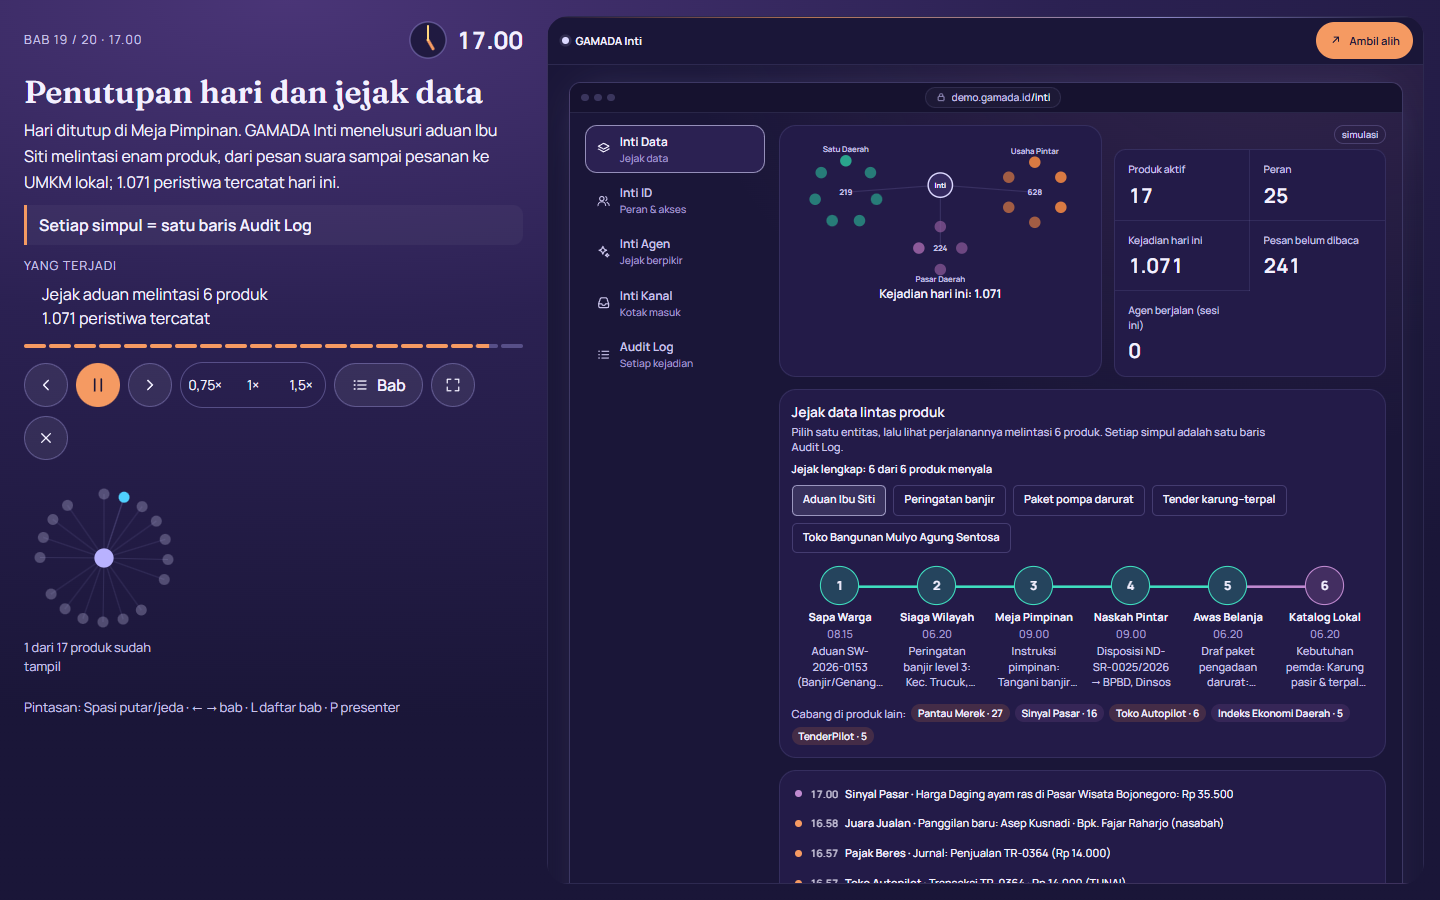 BAB 19 / 20 · 17.00
17.00
Penutupan hari dan jejak data
Hari ditutup di Meja Pimpinan. GAMADA Inti menelusuri aduan Ibu
Siti melintasi enam produk, dari pesan suara sampai pesanan ke
UMKM lokal; 1.071 peristiwa tercatat hari ini.
Setiap simpul = satu baris Audit Log
YANG TERJADI
Jejak aduan melintasi 6 produk
1.071 peristiwa tercatat
0,75× 1× 1,5×
Bab
1 dari 17 produk sudah
tampil
Pintasan: Spasi putar/jeda · ← → bab · L daftar bab · P presenter
GAMADA Inti
Ambil alih
demo.gamada.id/inti
Inti Data
Jejak data
Inti ID
Peran & akses
Inti Agen
Jejak berpikir
Inti Kanal
Kotak masuk
Audit Log
Setiap kejadian
Satu Daerah
219
Inti
Usaha Pintar
628
224
Pasar Daerah
Kejadian hari ini: 1.071
simulasi
Produk aktif
17
Peran
25
Kejadian hari ini
1.071
Pesan belum dibaca
241
Agen berjalan (sesi
ini)
0
Jejak data lintas produk
Pilih satu entitas, lalu lihat perjalanannya melintasi 6 produk. Setiap simpul adalah satu baris
Audit Log.
Jejak lengkap: 6 dari 6 produk menyala
Aduan Ibu Siti
Peringatan banjir
Paket pompa darurat
Tender karung-terpal
Toko Bangunan Mulyo Agung Sentosa
1
Sapa Warga
08.15
Aduan SW-
2026-0153
(Banjir/Genang...
2
Siaga Wilayah
06.20
Peringatan
banjir level 3:
Kec. Trucuk,...
3
Meja Pimpinan
09.00
Instruksi
pimpinan:
Tangani banjir...
4
Naskah Pintar
09.00
Disposisi ND-
SR-0025/2026
→ BPBD, Dinsos
5
Awas Belanja
06.20
Draf paket
pengadaan
darurat:...
6
Katalog Lokal
06.20
Kebutuhan
pemda: Karung
pasir & terpal...
Cabang di produk lain:
Pantau Merek · 27
Sinyal Pasar · 16
Toko Autopilot · 6
Indeks Ekonomi Daerah · 5
TenderPilot · 5
17.00 Sinyal Pasar · Harga Daging ayam ras di Pasar Wisata Bojonegoro: Rp 35.500
16.58 Juara Jualan · Panggilan baru: Asep Kusnadi · Bpk. Fajar Raharjo (nasabah)
16.57 Pajak Beres · Jurnal: Penjualan TR-0364 (Rp 14.000)
16.57 Toko Autopilot · Transaksi TR-0364, Rp 14.000 (TUNAI)